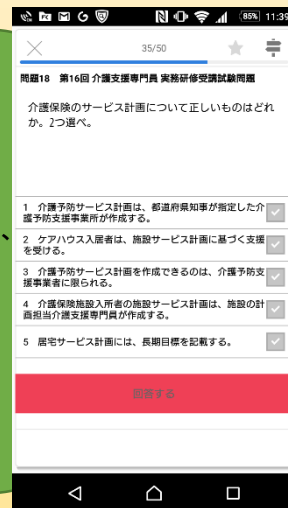 85% 11:39
35/50
問題18 第16回 介護支援専門員 実務研修受講試験問題
介護保険のサービス計画について正しいものはどれ
か。2つ選べ。
1 介護予防サービス計画は、都道府県知事が指定した介
護予防支援事業所が作成する。
2 ケアハウス入居者は、施設サービス計画に基づく支援
を受ける。
3 介護予防サービス計画を作成できるのは、介護予防支
援事業者に限られる。
4 介護保険施設入所者の施設サービス計画は、施設の計
画担当介護支援専門員が作成する。
5 居宅サービス計画には、長期目標を記載する。
回答する